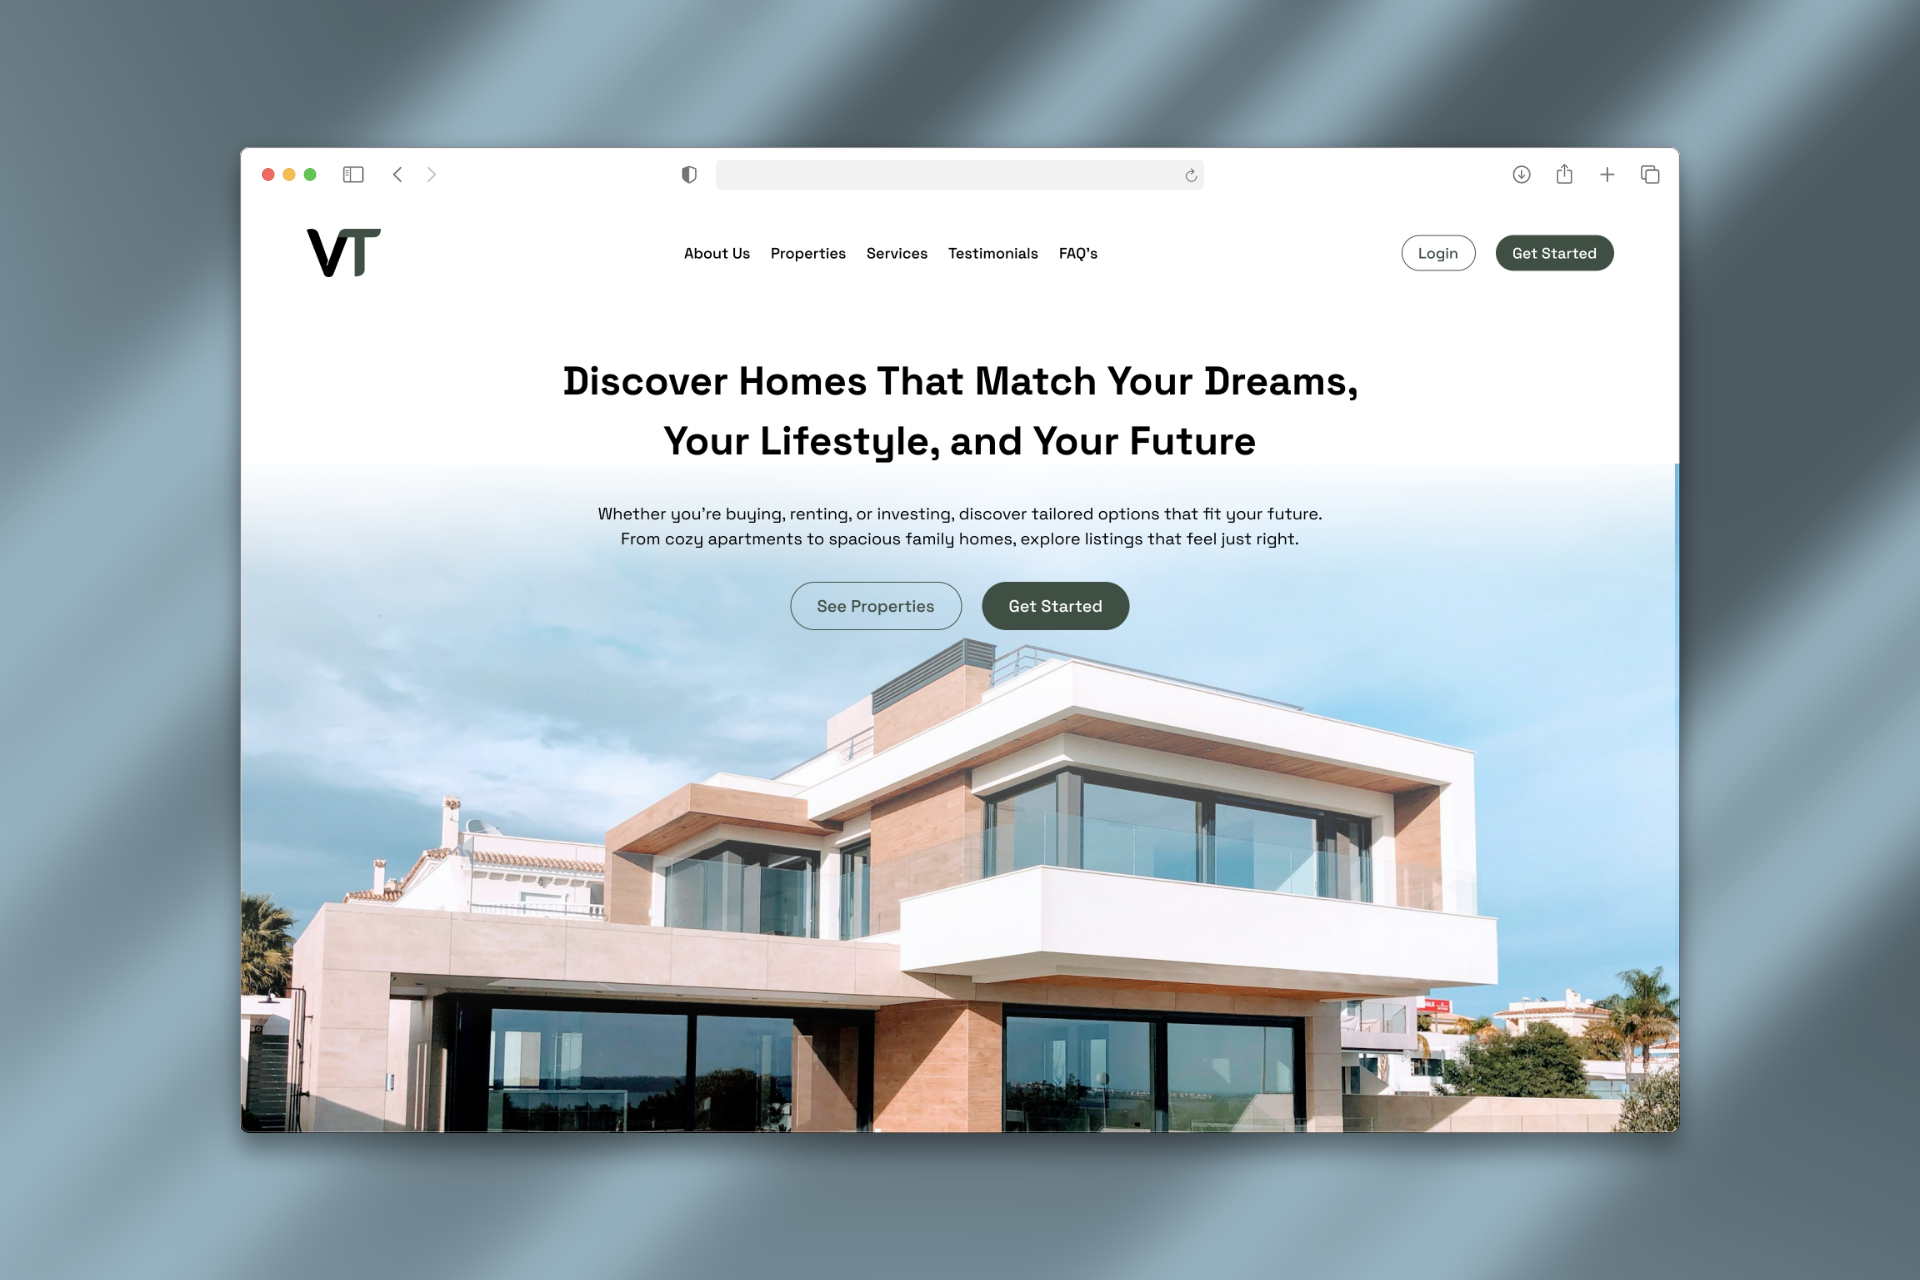 VT
About Us Properties Services Testimonials FAQ's
Login Get Started
Discover Homes That Match Your Dreams,
Your Lifestyle, and Your Future
Whether you're buying, renting, or investing, discover tailored options that fit your future.
From cozy apartments to spacious family homes, explore listings that feel just right.
See Properties Get Started